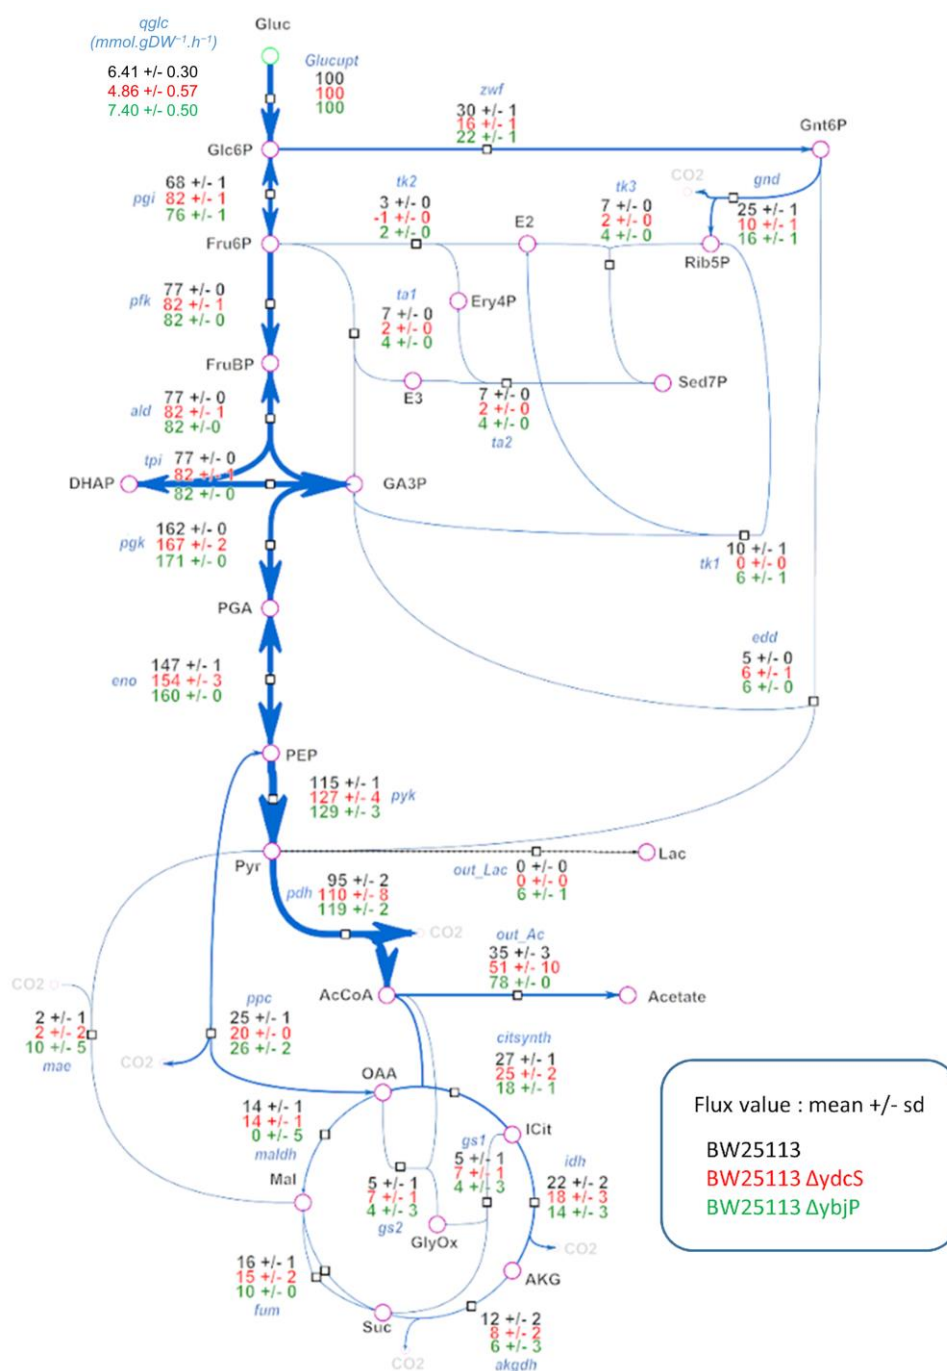 qglc
(mmol.gDW⁻¹.h⁻¹)
6.41 +/- 0.30
4.86 +/- 0.57
7.40 +/- 0.50
Gluc
Glucupt
100
100
100
zwf
30 +/- 1
16 +/- 1
22 +/- 1
Glc6P
Gnt6P
CO2
gnd
25 +/- 1
10 +/- 1
16 +/- 1
pgi
68 +/- 1
82 +/- 1
76 +/- 1
tk2
3 +/- 0
-1 +/- 0
2 +/- 0
tk3
7 +/- 0
2 +/- 0
4 +/- 0
E2
Fru6P
Rib5P
pfk
77 +/- 0
82 +/- 1
82 +/- 0
ta1
7 +/- 0
2 +/- 0
4 +/- 0
Ery4P
FruBP
E3
Sed7P
ald
77 +/- 0
82 +/- 1
82 +/-0
7 +/- 0
2 +/- 0
4 +/- 0
ta2
tpi
77 +/- 0
82 +/- 1
82 +/- 0
DHAP
GA3P
pgk
162 +/- 0
167 +/- 2
171 +/- 0
tk1
10 +/- 1
0 +/- 0
6 +/- 1
PGA
eno
147 +/- 1
154 +/- 3
160 +/- 0
edd
5 +/- 0
6 +/- 1
6 +/- 0
PEP
115 +/- 1
127 +/- 4
129 +/- 3
pyk
Pyr
out_Lac
0 +/- 0
0 +/- 0
6 +/- 1
Lac
pdh
95 +/- 2
110 +/- 8
119 +/- 2
CO2
out_Ac
35 +/- 3
51 +/- 10
78 +/- 0
AcCoA
Acetate
CO2
2 +/- 1
2 +/- 2
10 +/- 5
mae
ppc
25 +/- 1
20 +/- 0
26 +/- 2
CO2
citsynth
27 +/- 1
25 +/- 2
18 +/- 1
OAA
14 +/- 1
14 +/- 1
0 +/- 5
maldh
ICit
gs1
5 +/- 1
7 +/- 1
4 +/- 3
idh
22 +/- 2
18 +/- 3
14 +/- 3
Mal
5 +/- 1
7 +/- 1
4 +/- 3
gs2
GlyOx
CO2
AKG
16 +/- 1
15 +/- 2
10 +/- 0
fum
Suc
CO2
12 +/- 2
8 +/- 2
6 +/- 3
akgdh
Flux value : mean +/- sd
BW25113
BW25113 ΔydcS
BW25113 ΔybjP